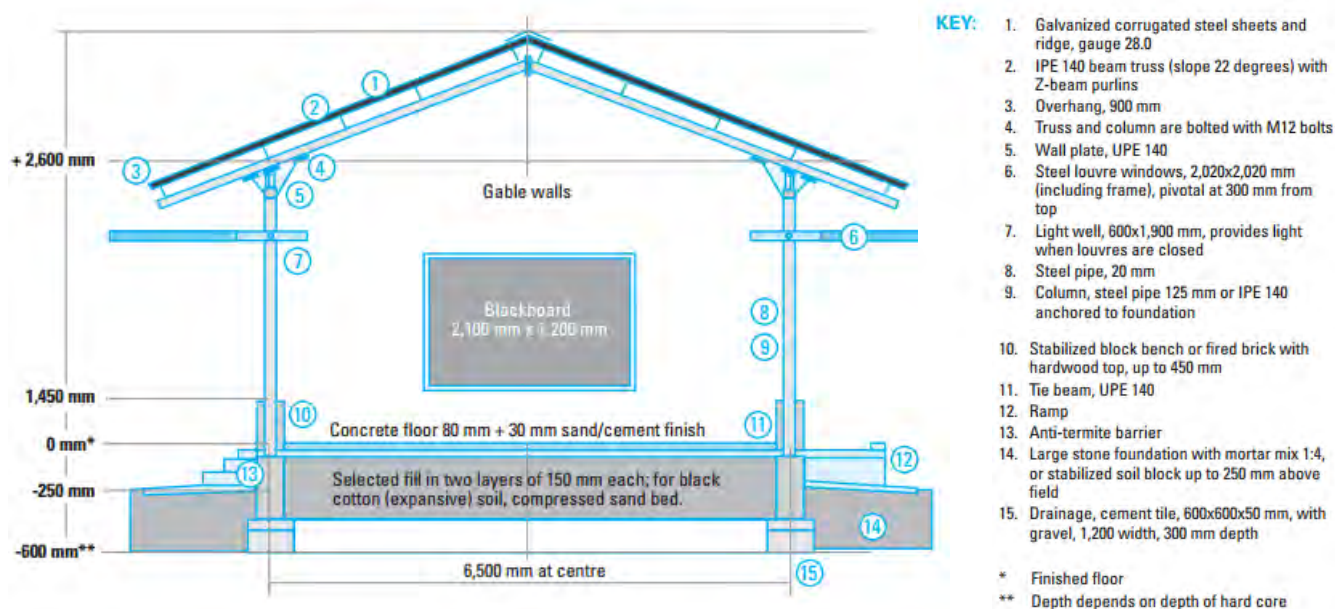 KEY:
1. Galvanized corrugated steel sheets and
ridge, gauge 28.0
2. IPE 140 beam truss (slope 22 degrees) with
Z-beam purlins
3. Overhang, 900 mm
4. Truss and column are bolted with M12 bolts
5. Wall plate, UPE 140
6. Steel louvre windows, 2,020x2,020 mm
(including frame), pivotal at 300 mm from
top
7. Light well, 600x1,900 mm, provides light
when louvres are closed
8. Steel pipe, 20 mm
9. Column, steel pipe 125 mm or IPE 140
anchored to foundation
10. Stabilized block bench or fired brick with
hardwood top, up to 450 mm
11. Tie beam, UPE 140
12. Ramp
13. Anti-termite barrier
14. Large stone foundation with mortar mix 1:4,
or stabilized soil block up to 250 mm above
field
15. Drainage, cement tile, 600x600x50 mm, with
gravel, 1,200 width, 300 mm depth
* Finished floor
** Depth depends on depth of hard core
1
2
+ 2,600 mm
3
4
Gable walls
5
6
7
Blackboard
2,100 mm x 1 200 mm
8
9
1,450 mm
10
11
Concrete floor 80 mm + 30 mm sand/cement finish
0 mm*
12
13
Selected fill in two layers of 150 mm each; for black
cotton (expansive) soil, compressed sand bed.
-250 mm
14
-600 mm**
6,500 mm at centre
15